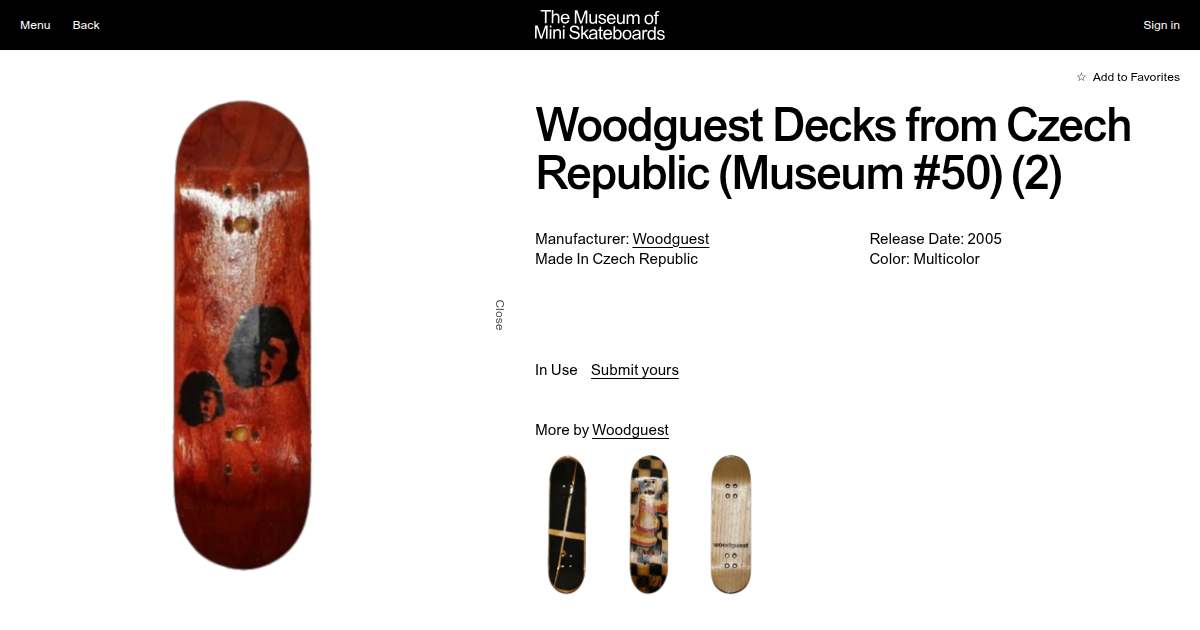 Menu
Back
The Museum of
Mini Skateboards
Sign in
☆ Add to Favorites
Woodguest Decks from Czech
Republic (Museum #50) (2)
Manufacturer: Woodguest
Made In Czech Republic
Release Date: 2005
Color: Multicolor
Close
In Use Submit yours
More by Woodguest
woodguest